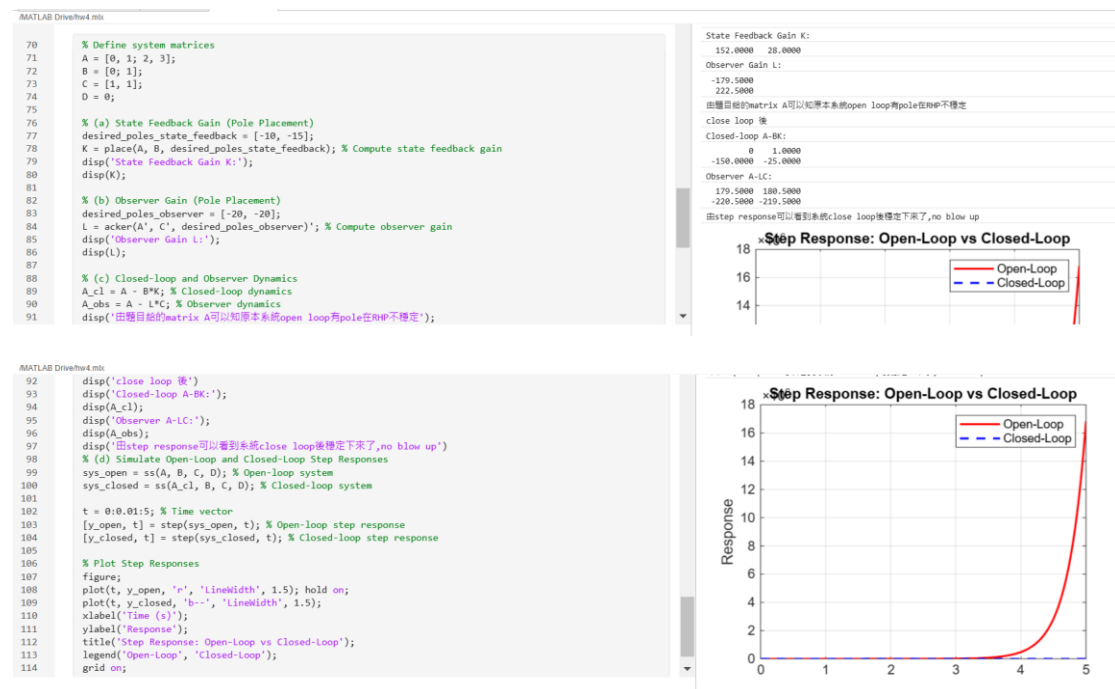 /MATLAB Drive/hw4.mlx
70 % Define system matrices
71 A = [0, 1; 2, 3];
72 B = [0; 1];
73 C = [1, 1];
74 D = 0;
75
76 % (a) State Feedback Gain (Pole Placement)
77 desired_poles_state_feedback = [-10, -15];
78 K = place(A, B, desired_poles_state_feedback); % Compute state feedback gain
79 disp('State Feedback Gain K:');
80 disp(K);
81
82 % (b) Observer Gain (Pole Placement)
83 desired_poles_observer = [-20, -20];
84 L = acker(A', C', desired_poles_observer)'; % Compute observer gain
85 disp('Observer Gain L:');
86 disp(L);
87
88 % (c) Closed-loop and Observer Dynamics
89 A_cl = A - B*K; % Closed-loop dynamics
90 A_obs = A - L*C; % Observer dynamics
91 disp('由題目給的matrix A可以知原本系統open loop有pole在RHP不穩定');
State Feedback Gain K:
152.0000 28.0000
Observer Gain L:
-179.5000
222.5000
由題目給的matrix A可以知原本系統open loop有pole在RHP不穩定
close loop 後
Closed-loop A-BK:
0 1.0000
-150.0000 -25.0000
Observer A-LC:
179.5000 180.5000
-220.5000 -219.5000
由step response可以看到系統close loop後穩定下來了,no blow up
Step Response: Open-Loop vs Closed-Loop
18
16
14
Open-Loop
Closed-Loop
/MATLAB Drive/hw4.mlx
92 disp('close loop 後')
93 disp('Closed-loop A-BK:');
94 disp(A_cl);
95 disp('Observer A-LC:');
96 disp(A_obs);
97 disp('由step response可以看到系統close loop後穩定下來了,no blow up')
98 % (d) Simulate Open-Loop and Closed-Loop Step Responses
99 sys_open = ss(A, B, C, D); % Open-loop system
100 sys_closed = ss(A_cl, B, C, D); % Closed-loop system
101
102 t = 0:0.01:5; % Time vector
103 [y_open, t] = step(sys_open, t); % Open-loop step response
104 [y_closed, t] = step(sys_closed, t); % Closed-loop step response
105
106 % Plot Step Responses
107 figure;
108 plot(t, y_open, 'r', 'LineWidth', 1.5); hold on;
109 plot(t, y_closed, 'b--', 'LineWidth', 1.5);
110 xlabel('Time (s)');
111 ylabel('Response');
112 title('Step Response: Open-Loop vs Closed-Loop');
113 legend('Open-Loop', 'Closed-Loop');
114 grid on;
Step Response: Open-Loop vs Closed-Loop
Open-Loop
Closed-Loop
Response
18
16
14
12
10
8
6
4
2
0
0 1 2 3 4 5